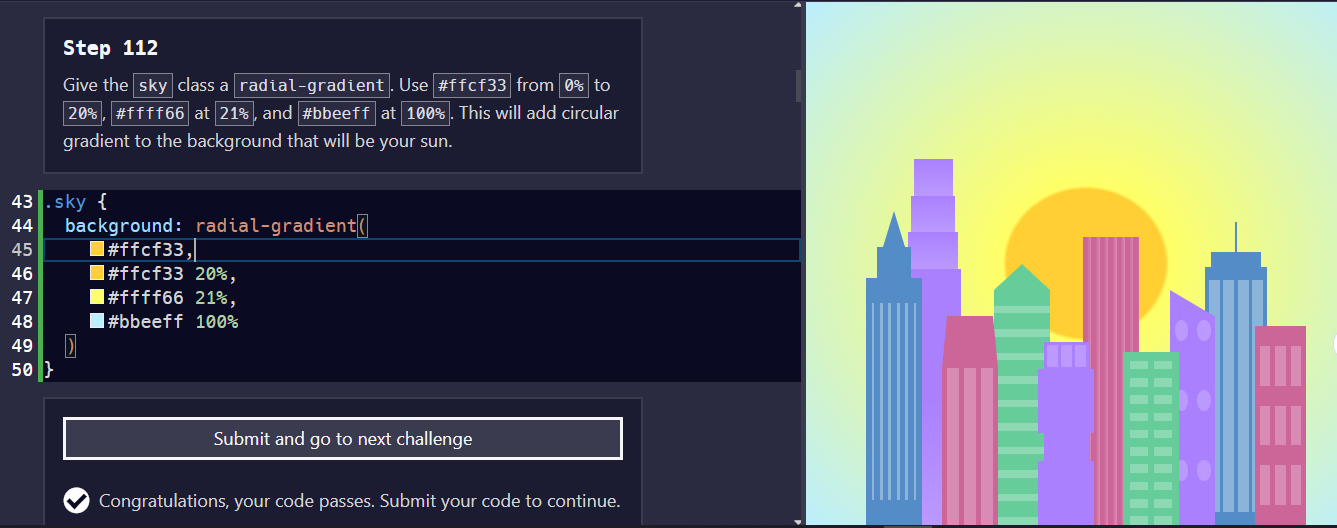 Step 112
Give the sky class a radial-gradient. Use #ffcf33 from 0% to
20%, #ffff66 at 21%, and #bbeeff at 100%. This will add circular
gradient to the background that will be your sun.
43 .sky {
44 background: radial-gradient(
45 #ffcf33,
46 #ffcf33 20%,
47 #ffff66 21%,
48 #bbeeff 100%
49 )
50 }
Submit and go to next challenge
Congratulations, your code passes. Submit your code to continue.